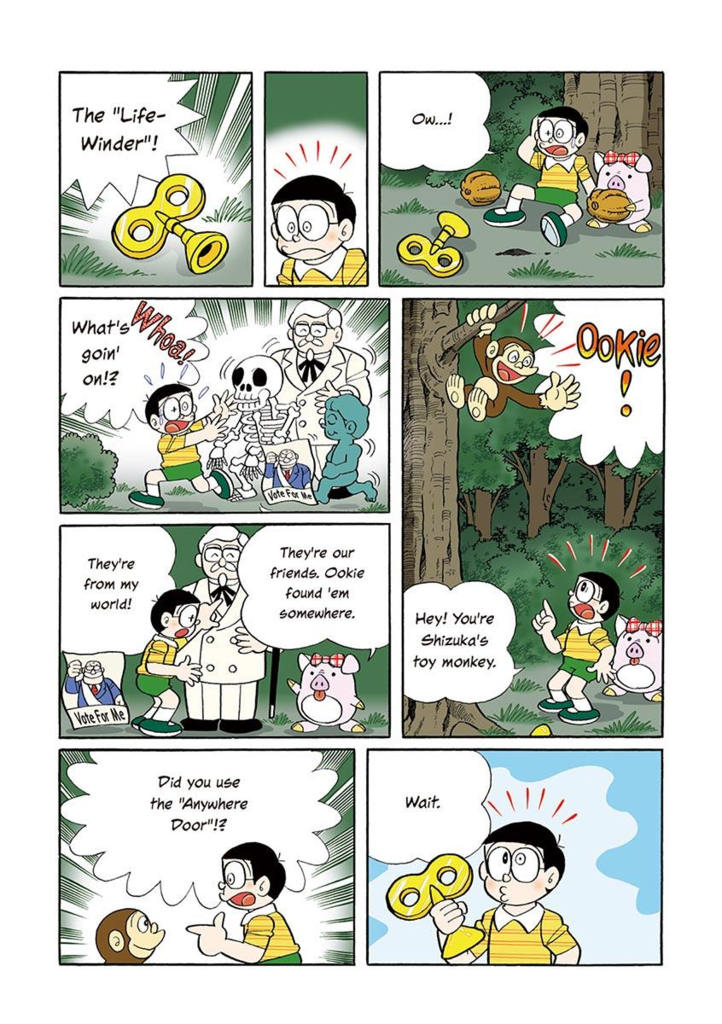 Ow...!
The "Life-
Winder"!
Ookie
!
Hey! You're
Shizuka's
toy monkey.
Whoa!
What's
goin'
on!?
Vote For Me
They're our
friends. Ookie
found 'em
somewhere.
They're
from my
world!
Vote For Me
Wait.
Did you use
the "Anywhere
Door"!?